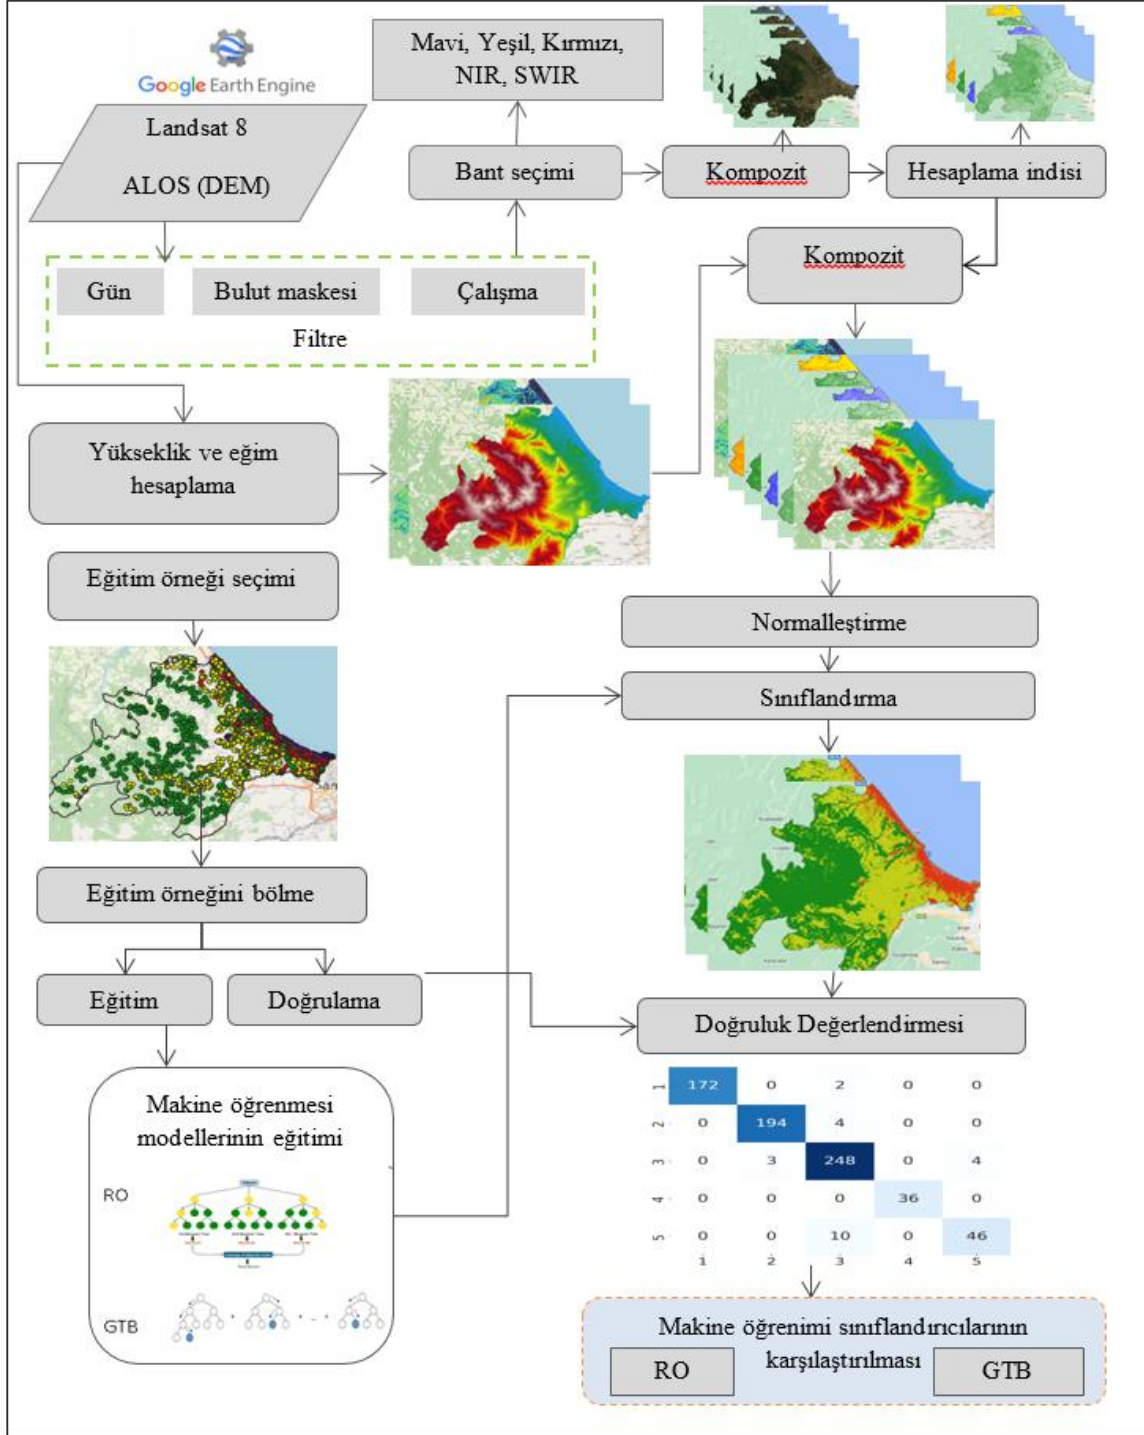 Google Earth Engine
Landsat 8
ALOS (DEM)
Mavi, Yeşil, Kırmızı,
NIR, SWIR
Bant seçimi
Kompozit
Hesaplama indisi
Gün
Bulut maskesi
Çalışma
Filtre
Kompozit
Yükseklik ve eğim
hesaplama
Eğitim örneği seçimi
Normalleştirme
Sınıflandırma
Eğitim örneğini bölme
Eğitim
Doğrulama
Doğruluk Değerlendirmesi
Makine öğrenmesi
modellerinin eğitimi
RO
GTB
1 172 0 2 0 0
2 0 194 4 0 0
3 0 3 248 0 4
4 0 0 0 36 0
5 0 0 10 0 46
1 2 3 4 5
Makine öğrenimi sınıflandırıcılarının
karşılaştırılması
RO
GTB